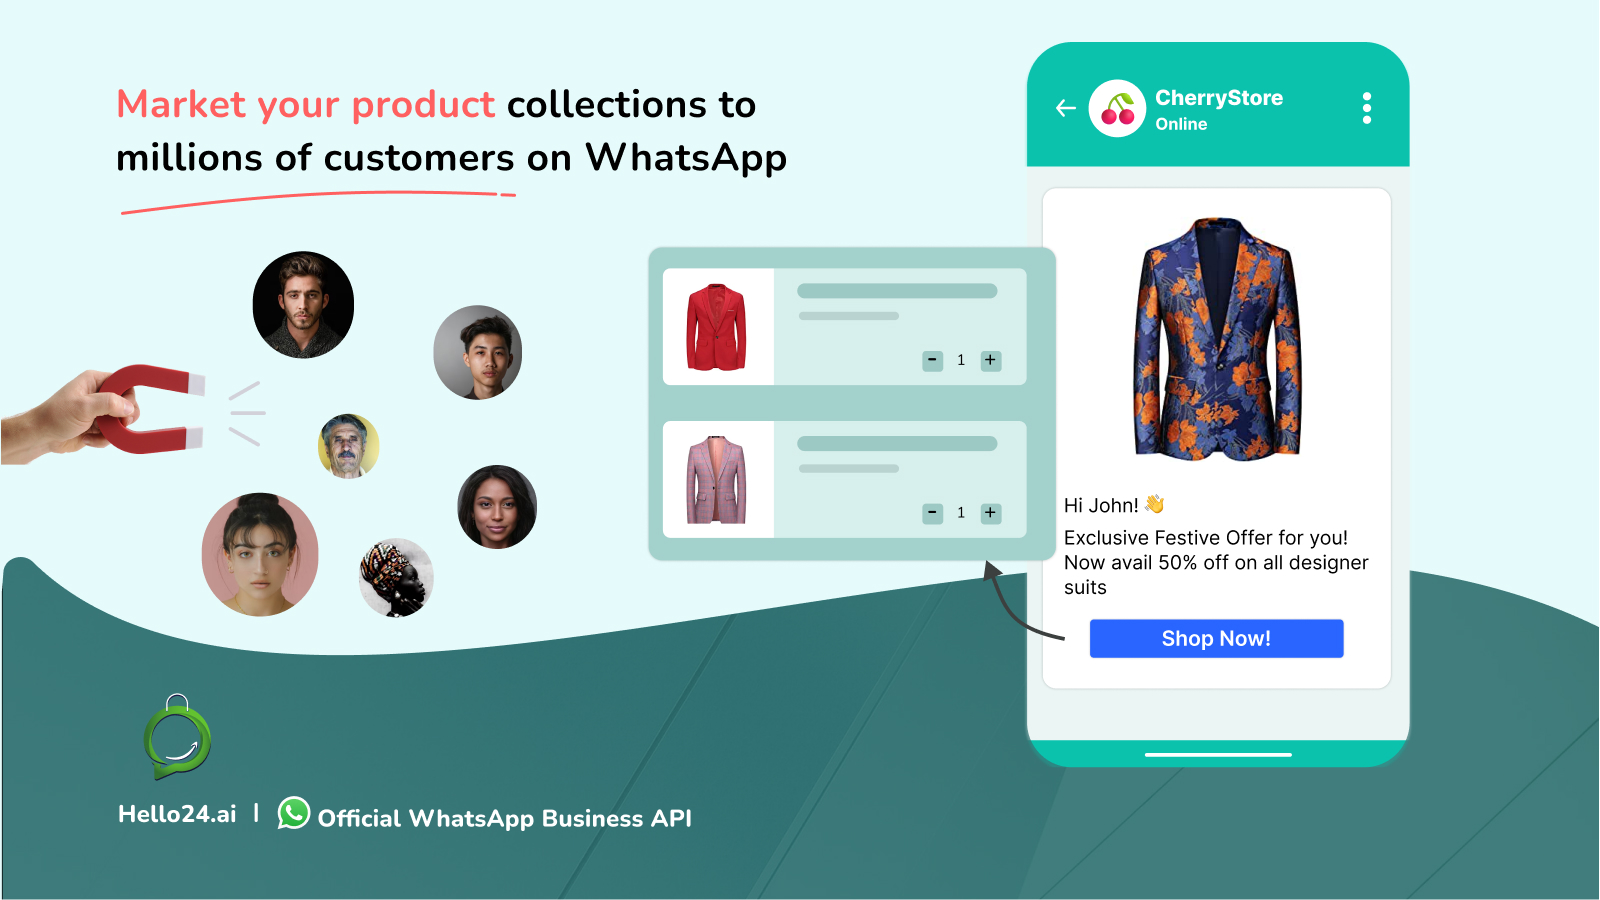 Market your product collections to
millions of customers on WhatsApp
CherryStore
Online
- 1 +
- 1 +
Hi John! 👋
Exclusive Festive Offer for you!
Now avail 50% off on all designer
suits
Shop Now!
Hello24.ai | Official WhatsApp Business API